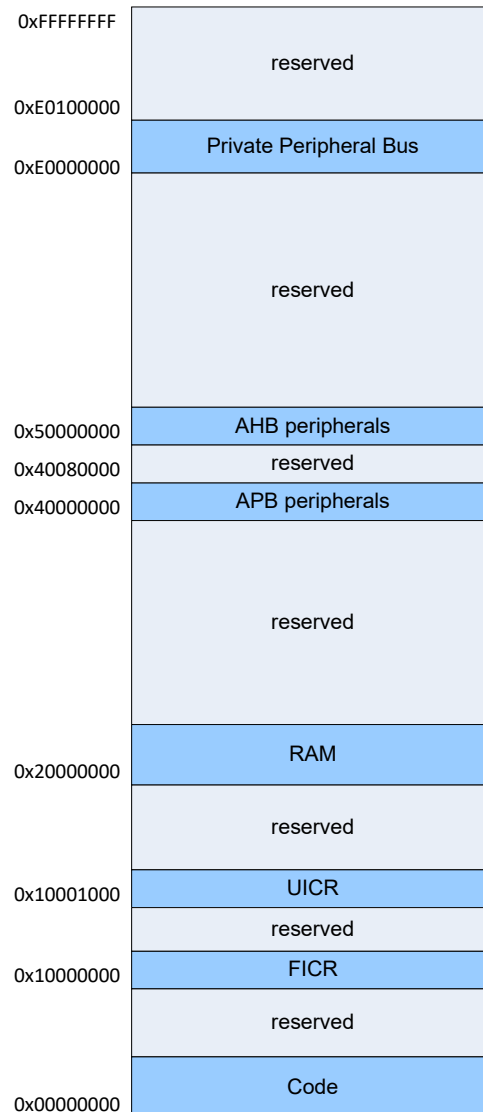 0xFFFFFFFF
reserved
0xE0100000
Private Peripheral Bus
0xE0000000
reserved
AHB peripherals
0x50000000
reserved
0x40080000
APB peripherals
0x40000000
reserved
RAM
0x20000000
reserved
UICR
0x10001000
reserved
FICR
0x10000000
reserved
Code
0x00000000